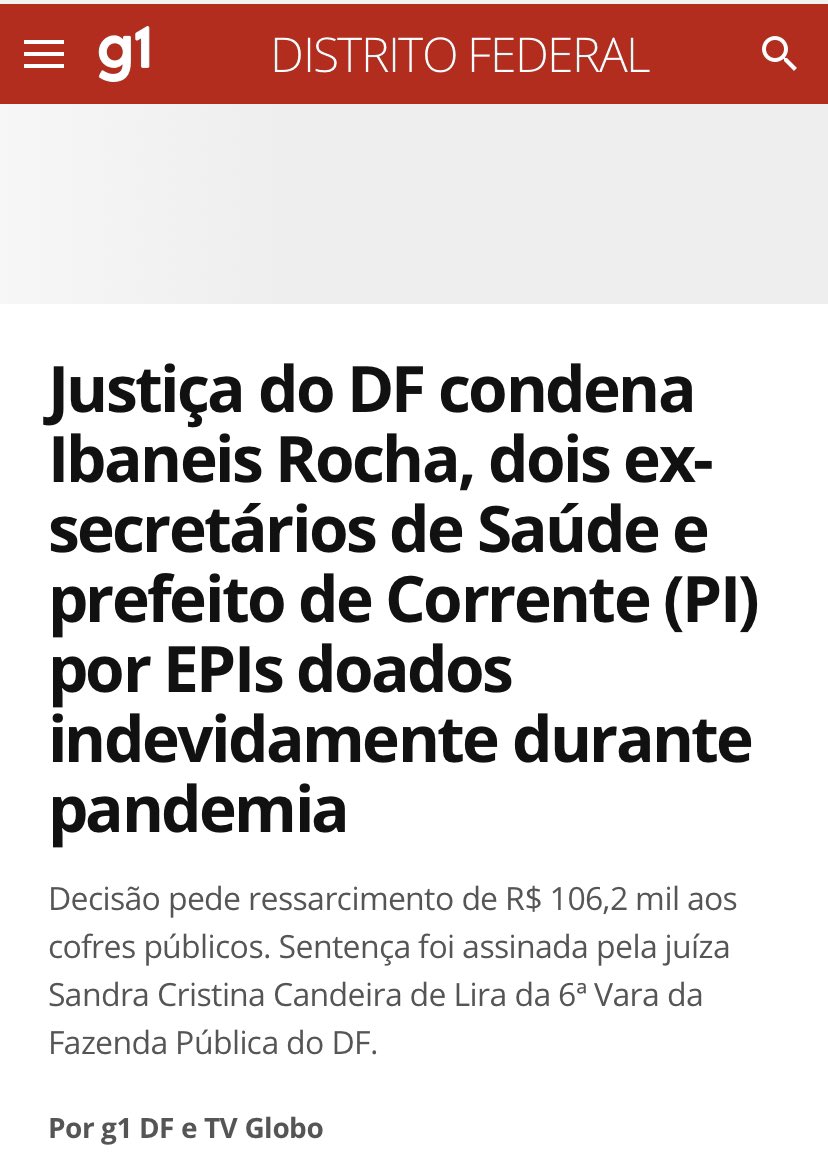 g1 DISTRITO FEDERAL
Justiça do DF condena
Ibaneis Rocha, dois ex-
secretários de Saúde e
prefeito de Corrente (PI)
por EPIs doados
indevidamente durante
pandemia
Decisão pede ressarcimento de R$ 106,2 mil aos
cofres públicos. Sentença foi assinada pela juíza
Sandra Cristina Candeira de Lira da 6ª Vara da
Fazenda Pública do DF.
Por g1 DF e TV Globo